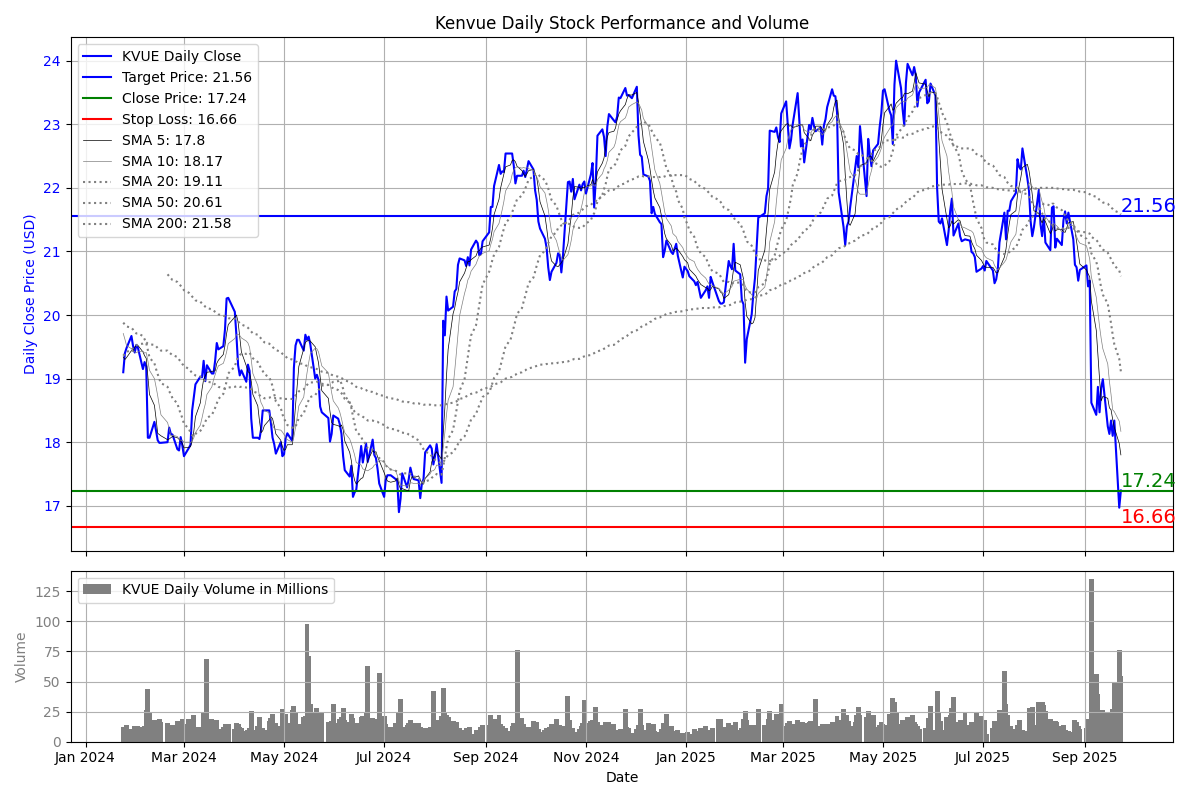 Kenvue Daily Stock Performance and Volume
KVUE Daily Close
Target Price: 21.56
Close Price: 17.24
Stop Loss: 16.66
SMA 5: 17.8
SMA 10: 18.17
SMA 20: 19.11
SMA 50: 20.61
SMA 200: 21.58
24
23
22
21
20
19
18
17
Daily Close Price (USD)
21.56
17.24
16.66
KVUE Daily Volume in Millions
125
100
75
50
25
0
Volume
Jan 2024 Mar 2024 May 2024 Jul 2024 Sep 2024 Nov 2024 Jan 2025 Mar 2025 May 2025 Jul 2025 Sep 2025
Date